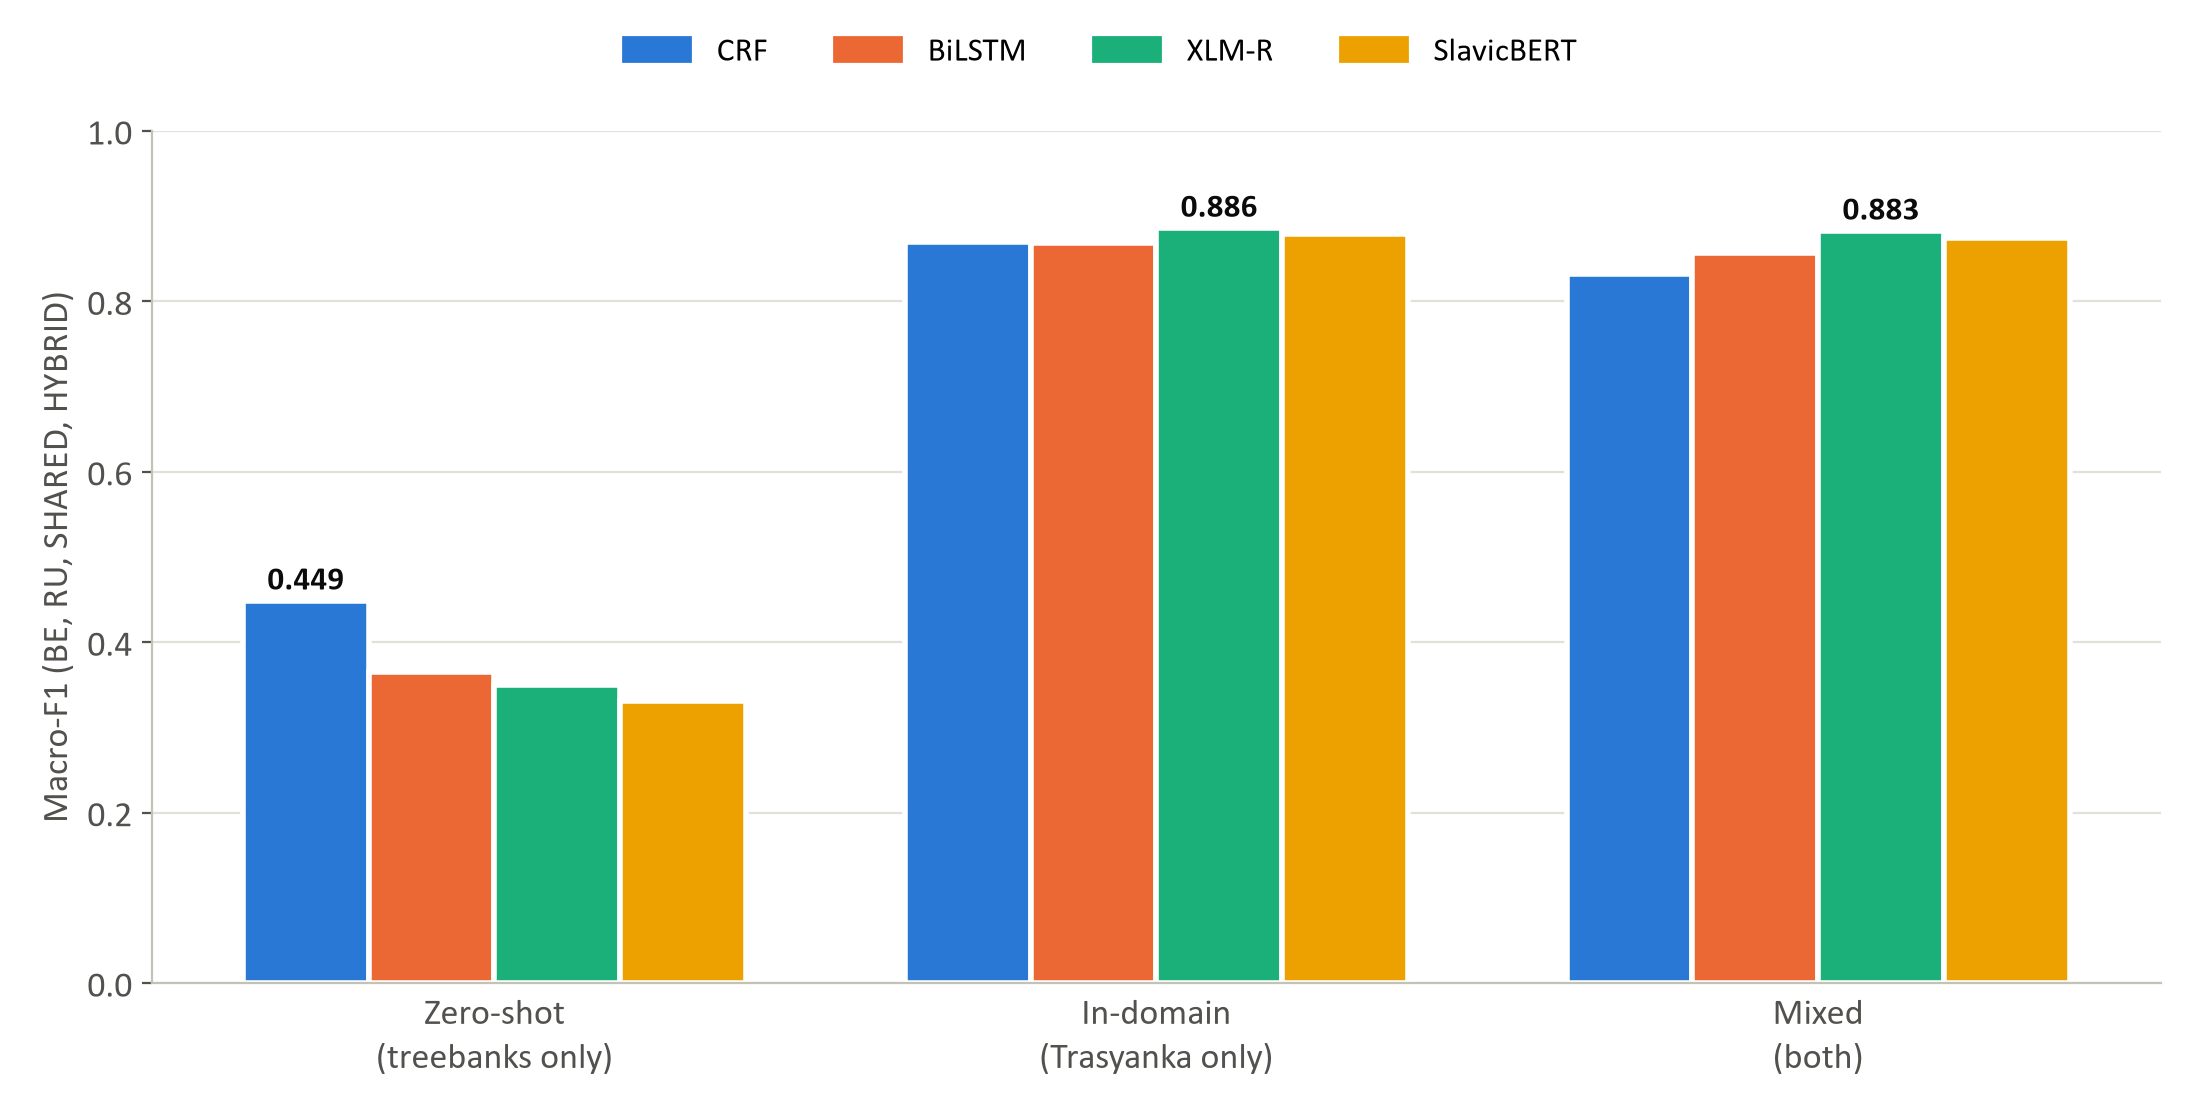 CRF BiLSTM XLM-R SlavicBERT
Macro-F1 (BE, RU, SHARED, HYBRID)
1.0
0.8
0.6
0.4
0.2
0.0
0.449
0.886
0.883
Zero-shot
(treebanks only)
In-domain
(Trasyanka only)
Mixed
(both)